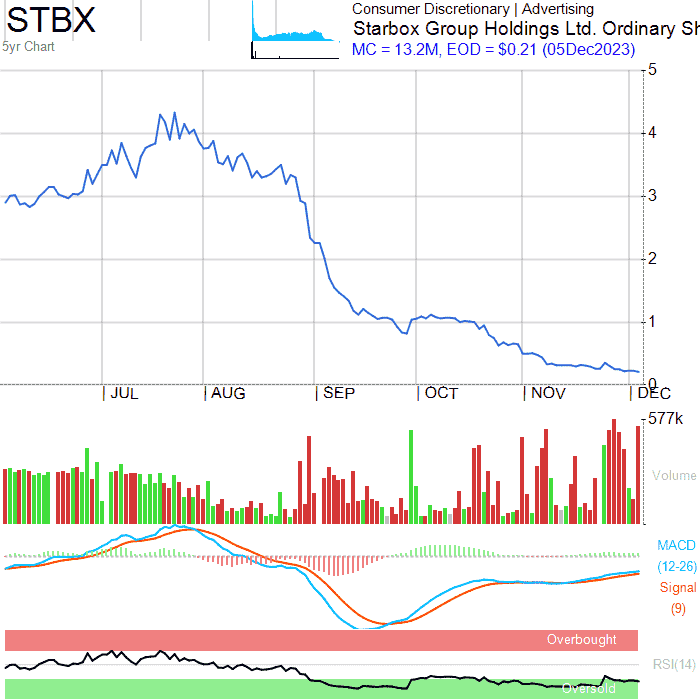 STBX
5yr Chart
Consumer Discretionary | Advertising
Starbox Group Holdings Ltd. Ordinary Sh
MC = 13.2M, EOD = $0.21 (05Dec2023)
5
4
3
2
1
0
JUL AUG SEP OCT NOV DEC
577k
Volume
MACD
(12-26)
Signal
(9)
Overbought
RSI(14)
Oversold